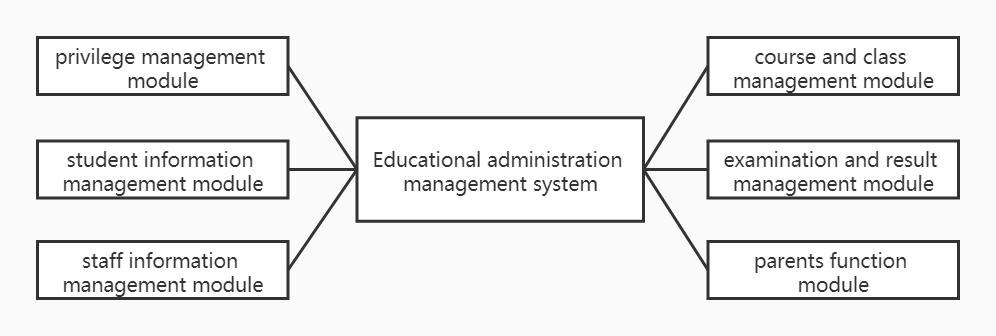 privilege management
module
student information
management module
staff information
management module
Educational administration
management system
course and class
management module
examination and result
management module
parents function
module